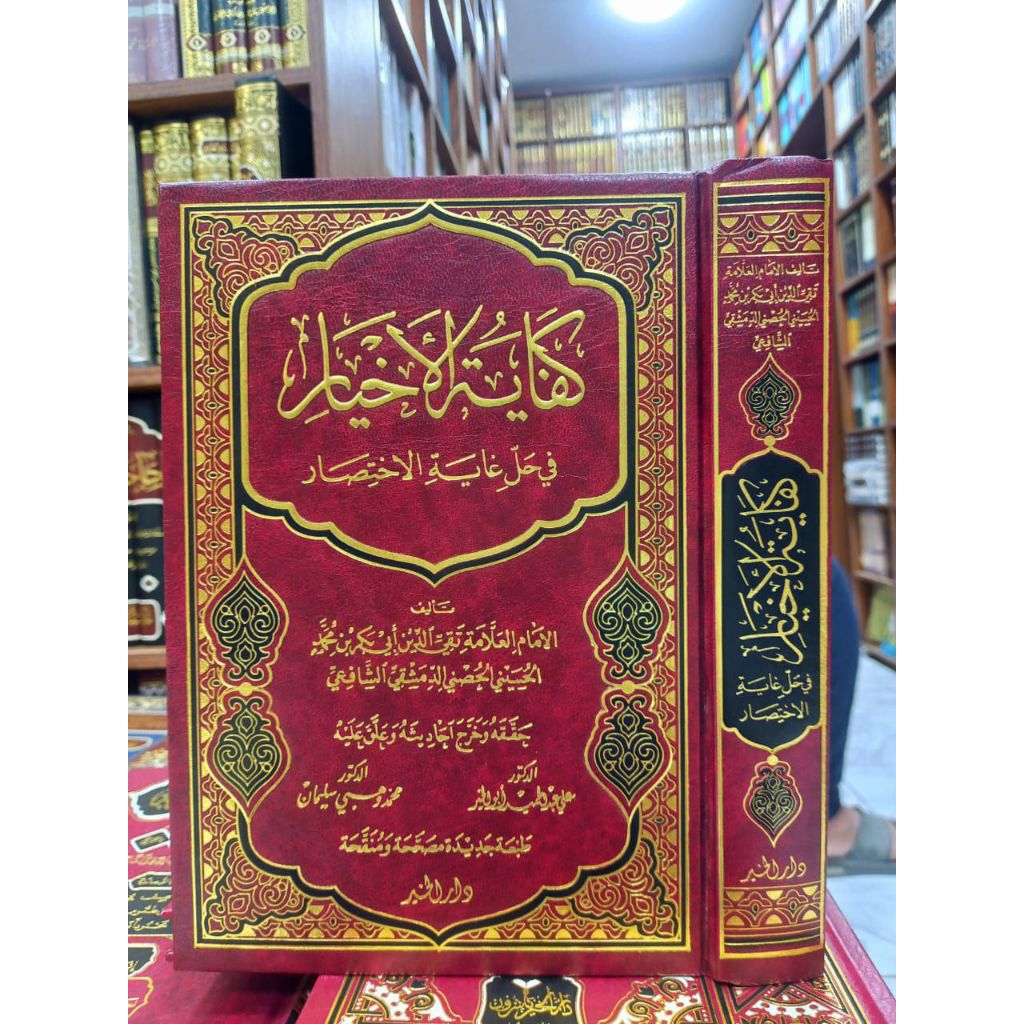 كفاية الأخيار
في حل غاية الاختصار
تأليف
الإمام العلامة تقي الدين أبي بكر بن محمد
الحسيني الحصني الدمشقي الشافعي
حققه وخرج أحاديثه وعلق عليه
الدكتور
علي عبد الحميد أبو الخير
الدكتور
محمد وهبي سليمان
طبعة جديدة مصححة ومنقحة
دار الخير
تأليف الإمام العلامة
تقي الدين أبي بكر بن محمد
الحسيني الحصني الدمشقي
الشافعي
كفاية الأخيار
في حل غاية
الاختصار
دار الخير